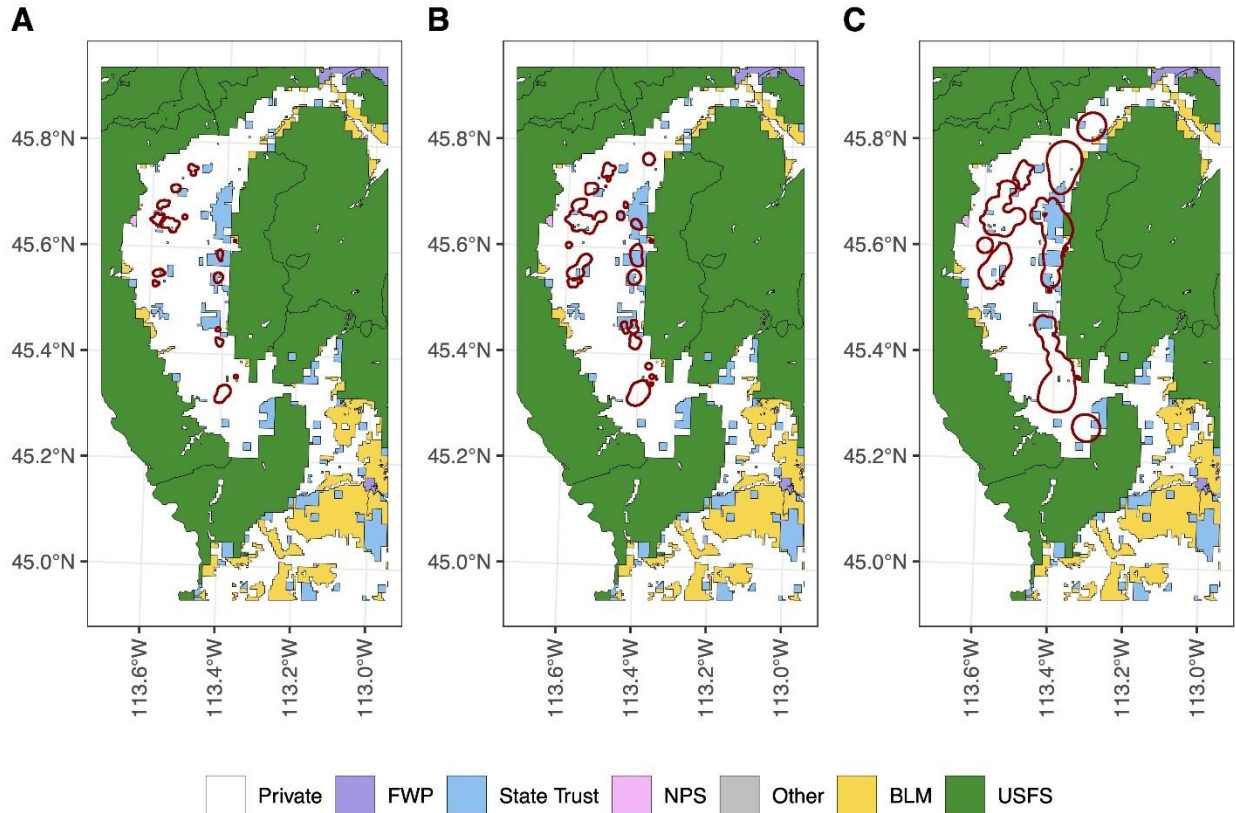 A
B
C
45.8°N
45.6°N
45.4°N
45.2°N
45.0°N
45.8°N
45.6°N
45.4°N
45.2°N
45.0°N
45.8°N
45.6°N
45.4°N
45.2°N
45.0°N
113.6°W
113.4°W
113.2°W
113.0°W
113.6°W
113.4°W
113.2°W
113.0°W
113.6°W
113.4°W
113.2°W
113.0°W
Private FWP State Trust NPS Other BLM USFS